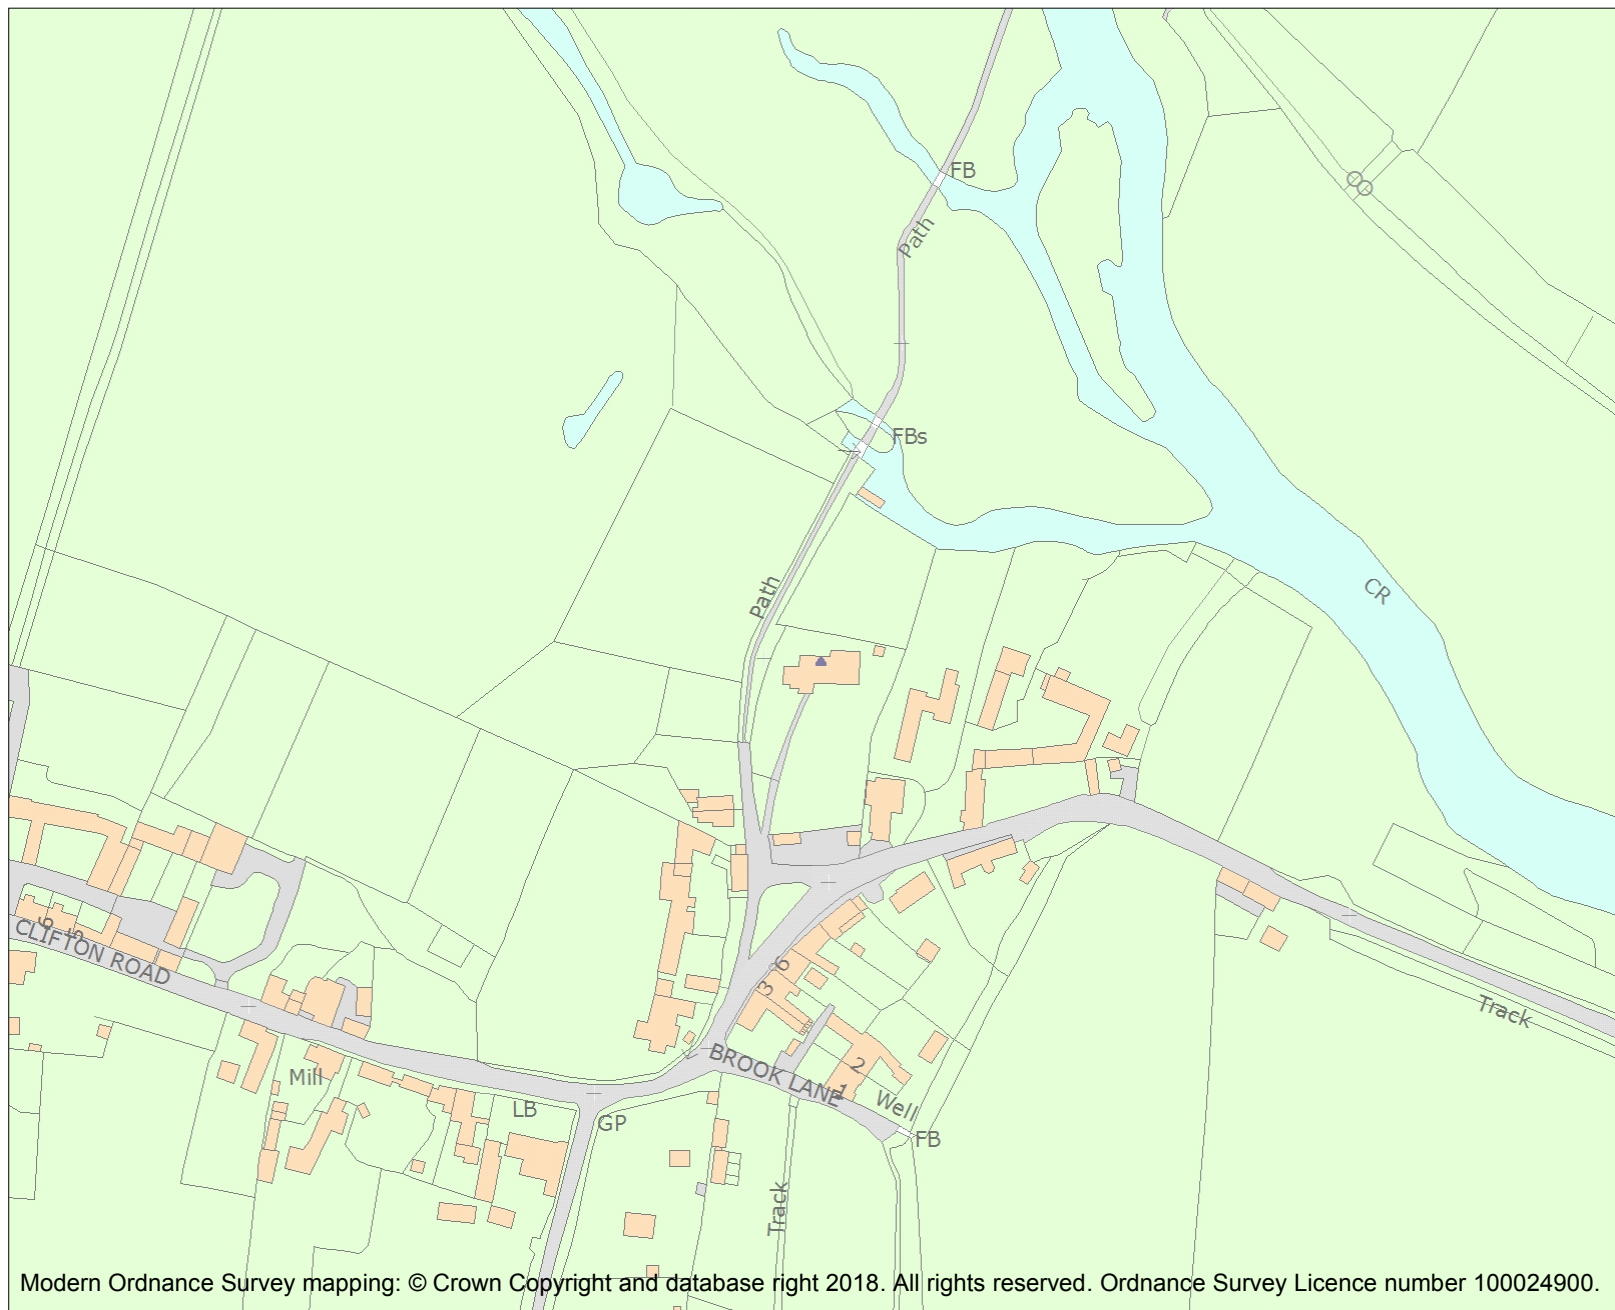 FB
Path
FBs
CR
Path
6
5
CLIFTON ROAD
6
3
Track
BROOK LANE
2
1
Mill
Well
LB
GP
FB
Track
Modern Ordnance Survey mapping: © Crown Copyright and database right 2018. All rights reserved. Ordnance Survey Licence number 100024900.